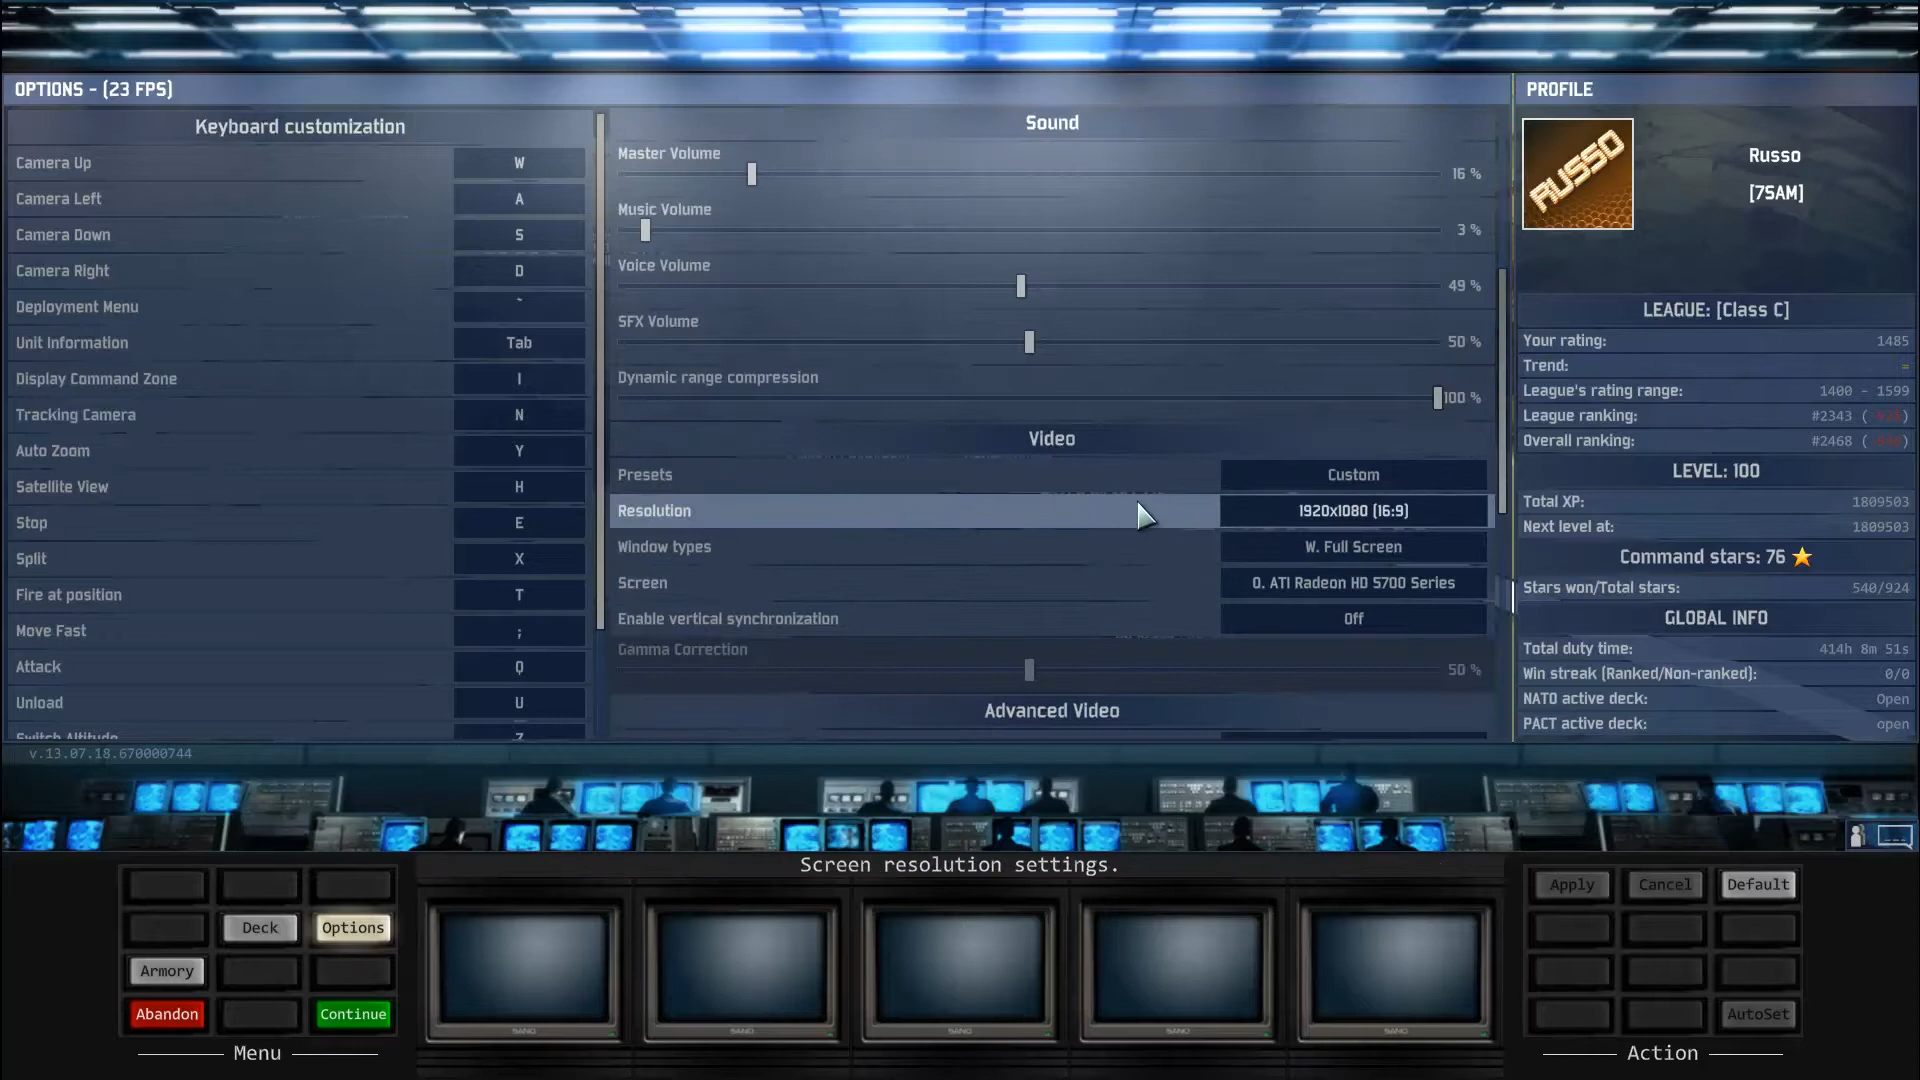 OPTIONS - (23 FPS)
Keyboard customization
Camera Up W
Camera Left A
Camera Down S
Camera Right D
Deployment Menu `
Unit Information Tab
Display Command Zone I
Tracking Camera N
Auto Zoom Y
Satellite View H
Stop E
Split X
Fire at position T
Move Fast ;
Attack Q
Unload U
Switch Altitude Z
v.13.07.18.670000744
Sound
Master Volume
16 %
Music Volume
3 %
Voice Volume
49 %
SFX Volume
50 %
Dynamic range compression
100 %
Video
Presets Custom
Resolution 1920x1080 (16:9)
Window types W. Full Screen
Screen 0. ATI Radeon HD 5700 Series
Enable vertical synchronization Off
Gamma Correction
50 %
Advanced Video
PROFILE
RUSSO
Russo
[7SAM]
LEAGUE: [Class C]
Your rating: 1485
Trend: =
League's rating range: 1400 - 1599
League ranking: #2343 (
Overall ranking: #2468 (
LEVEL: 100
Total XP: 1809503
Next level at: 1809503
Command stars: 76
Stars won/Total stars: 540/924
GLOBAL INFO
Total duty time: 414h 8m 51s
Win streak (Ranked/Non-ranked): 0/0
NATO active deck: Open
PACT active deck: open
Screen resolution settings.
Deck Options
Armory
Abandon Continue
Menu
SANO SANO SANO SANO SANO
Apply Cancel Default
AutoSet
Action